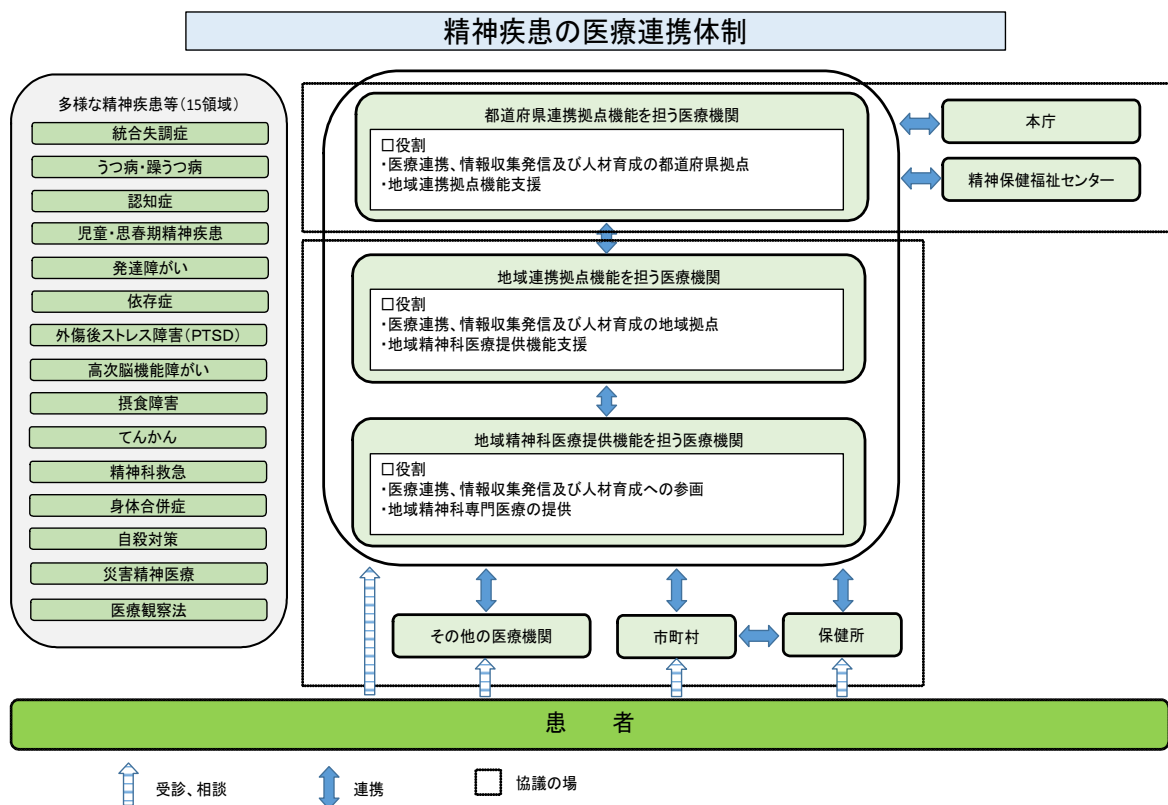 精神疾患の医療連携体制
多様な精神疾患等（15領域）
統合失調症
うつ病・躁うつ病
認知症
児童・思春期精神疾患
発達障がい
依存症
外傷後ストレス障害（PTSD）
高次脳機能障がい
摂食障害
てんかん
精神科救急
身体合併症
自殺対策
災害精神医療
医療観察法
都道府県連携拠点機能を担う医療機関
□役割
・医療連携、情報収集発信及び人材育成の都道府県拠点
・地域連携拠点機能支援
本庁
精神保健福祉センター
地域連携拠点機能を担う医療機関
□役割
・医療連携、情報収集発信及び人材育成の地域拠点
・地域精神科医療提供機能支援
地域精神科医療提供機能を担う医療機関
□役割
・医療連携、情報収集発信及び人材育成への参画
・地域精神科専門医療の提供
その他の医療機関
市町村
保健所
患　者
受診、相談
連携
協議の場